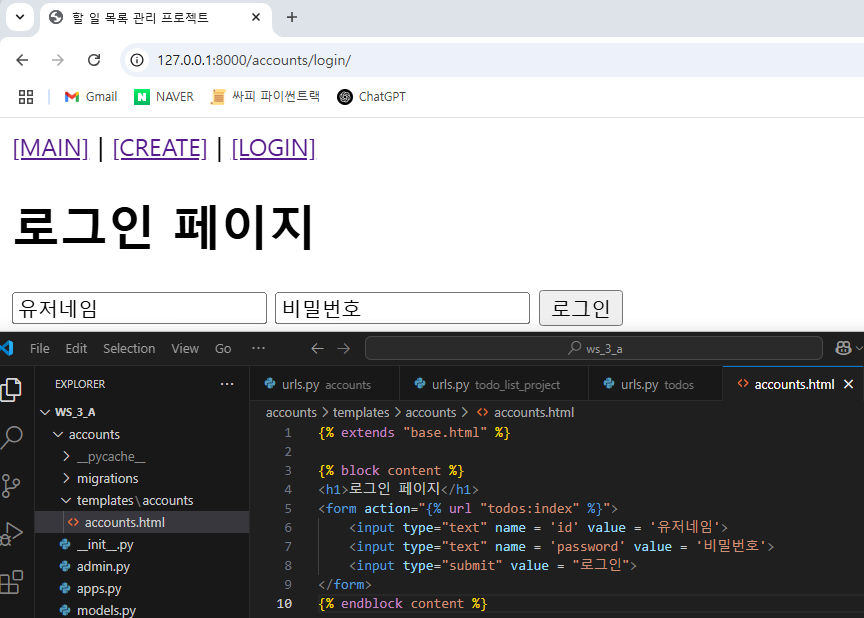 할 일 목록 관리 프로젝트
127.0.0.1:8000/accounts/login/
Gmail NAVER 싸피 파이썬트랙 ChatGPT
[MAIN] | [CREATE] | [LOGIN]
로그인 페이지
유저네임 비밀번호 로그인
File Edit Selection View Go ··· ws_3_a
EXPLORER ···
urls.py accounts urls.py todo_list_project urls.py todos <> accounts.html
accounts > templates > accounts > <> accounts.html
WS_3_A
accounts
__pycache__
migrations
templates\accounts
<> accounts.html
__init__.py
admin.py
apps.py
models.py
1 {% extends "base.html" %}
2
3 {% block content %}
4 <h1>로그인 페이지</h1>
5 <form action="{% url "todos:index" %}">
6     <input type="text" name = 'id' value = '유저네임'>
7     <input type="text" name = 'password' value = '비밀번호'>
8     <input type="submit" value = "로그인">
9 </form>
10 {% endblock content %}